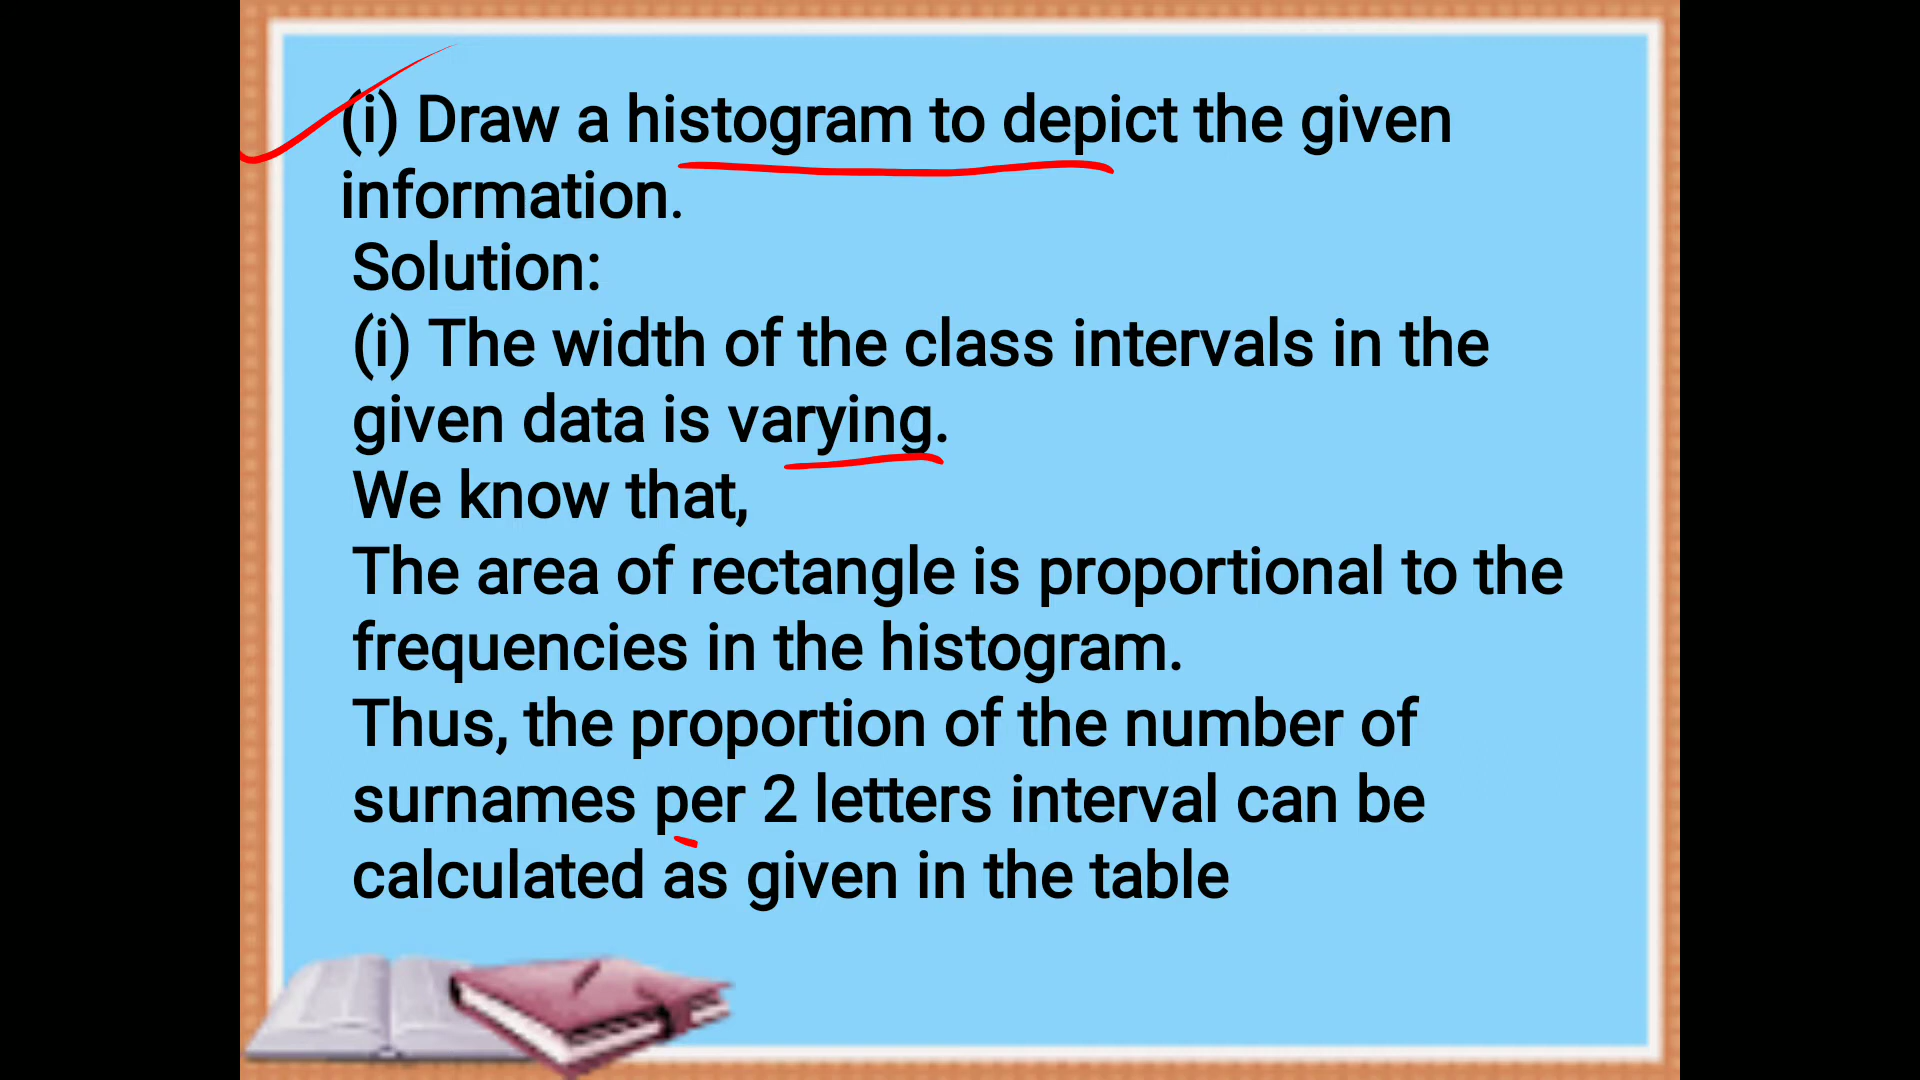 (i) Draw a histogram to depict the given
information.
Solution:
(i) The width of the class intervals in the
given data is varying.
We know that,
The area of rectangle is proportional to the
frequencies in the histogram.
Thus, the proportion of the number of
surnames per 2 letters interval can be
calculated as given in the table